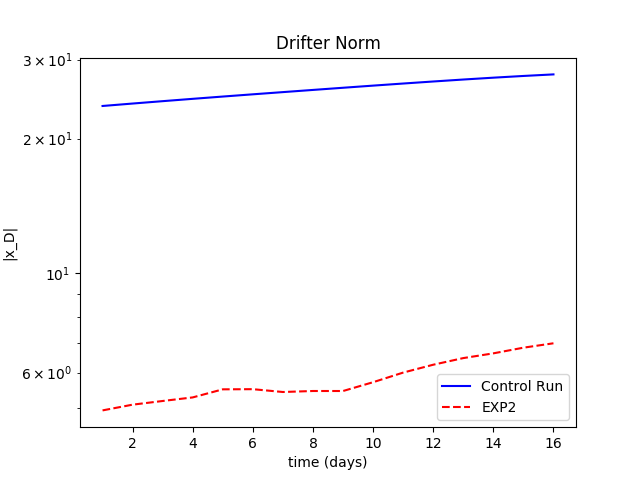 Drifter Norm
3 × 10¹
2 × 10¹
10¹
6 × 10⁰
|x_D|
2 4 6 8 10 12 14 16
time (days)
Control Run
EXP2